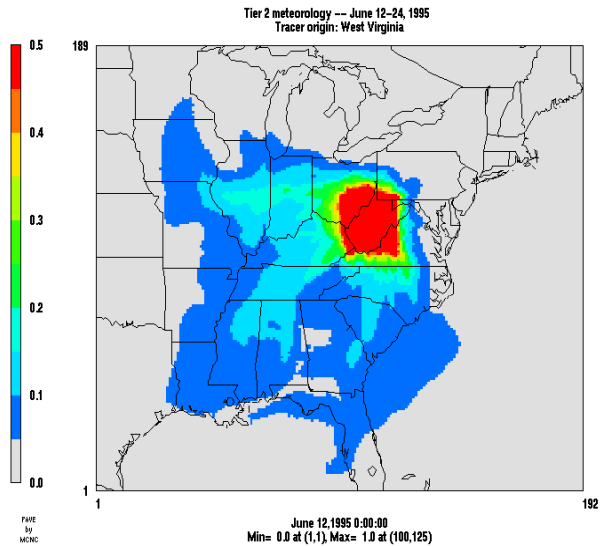 Tier 2 meteorology -- June 12-24, 1995
Tracer origin: West Virginia
0.5
0.4
0.3
0.2
0.1
0.0
189
1
1
192
PAVE
by
MCNC
June 12,1995 0:00:00
Min= 0.0 at (1,1), Max= 1.0 at (100,125)